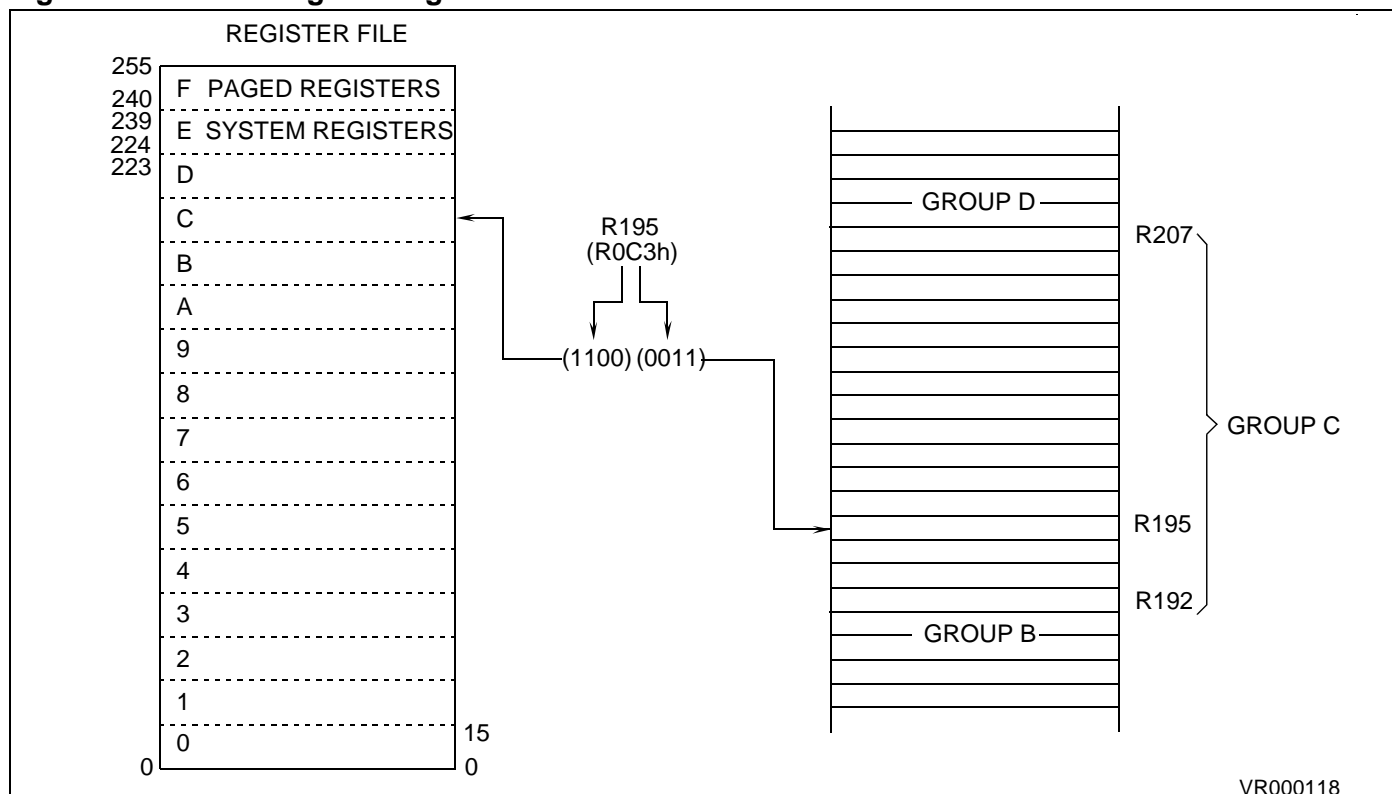 REGISTER FILE
255
F PAGED REGISTERS
240
239
E SYSTEM REGISTERS
224
223
D
C
B
A
9
8
7
6
5
4
3
2
1
0
15
0
0
R195
(R0C3h)
(1100) (0011)
GROUP D
R207
GROUP C
R195
R192
GROUP B
VR000118